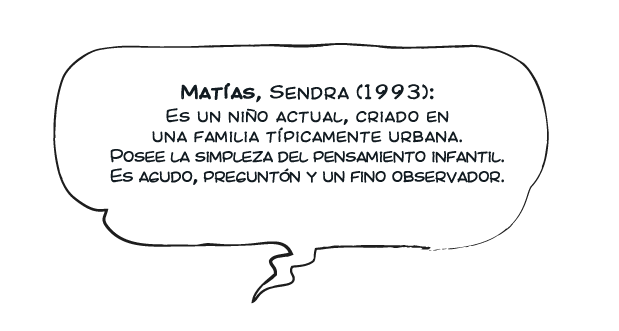 Matías, Sendra (1993):
Es un niño actual, criado en
una familia típicamente urbana.
Posee la simpleza del pensamiento infantil.
Es agudo, preguntón y un fino observador.